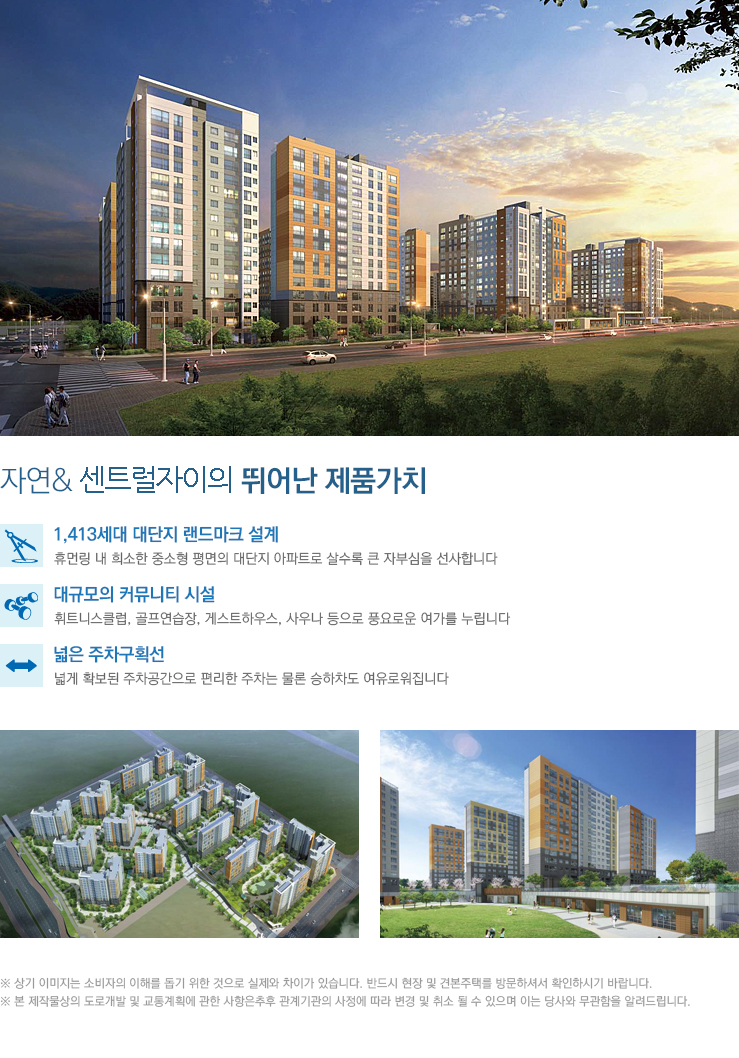 자연& 센트럴자이의 뛰어난 제품가치
1,413세대 대단지 랜드마크 설계
휴먼링 내 희소한 중소형 평면의 대단지 아파트로 살수록 큰 자부심을 선사합니다
대규모의 커뮤니티 시설
휘트니스클럽, 골프연습장, 게스트하우스, 사우나 등으로 풍요로운 여가를 누립니다
넓은 주차구획선
넓게 확보된 주차공간으로 편리한 주차는 물론 승하차도 여유로워집니다
※ 상기 이미지는 소비자의 이해를 돕기 위한 것으로 실제와 차이가 있습니다. 반드시 현장 및 견본주택를 방문하셔서 확인하시기 바랍니다.
※ 본 제작물상의 도로개발 및 교통계획에 관한 사항은추후 관계기관의 사정에 따라 변경 및 취소 될 수 있으며 이는 당사와 무관함을 알려드립니다.